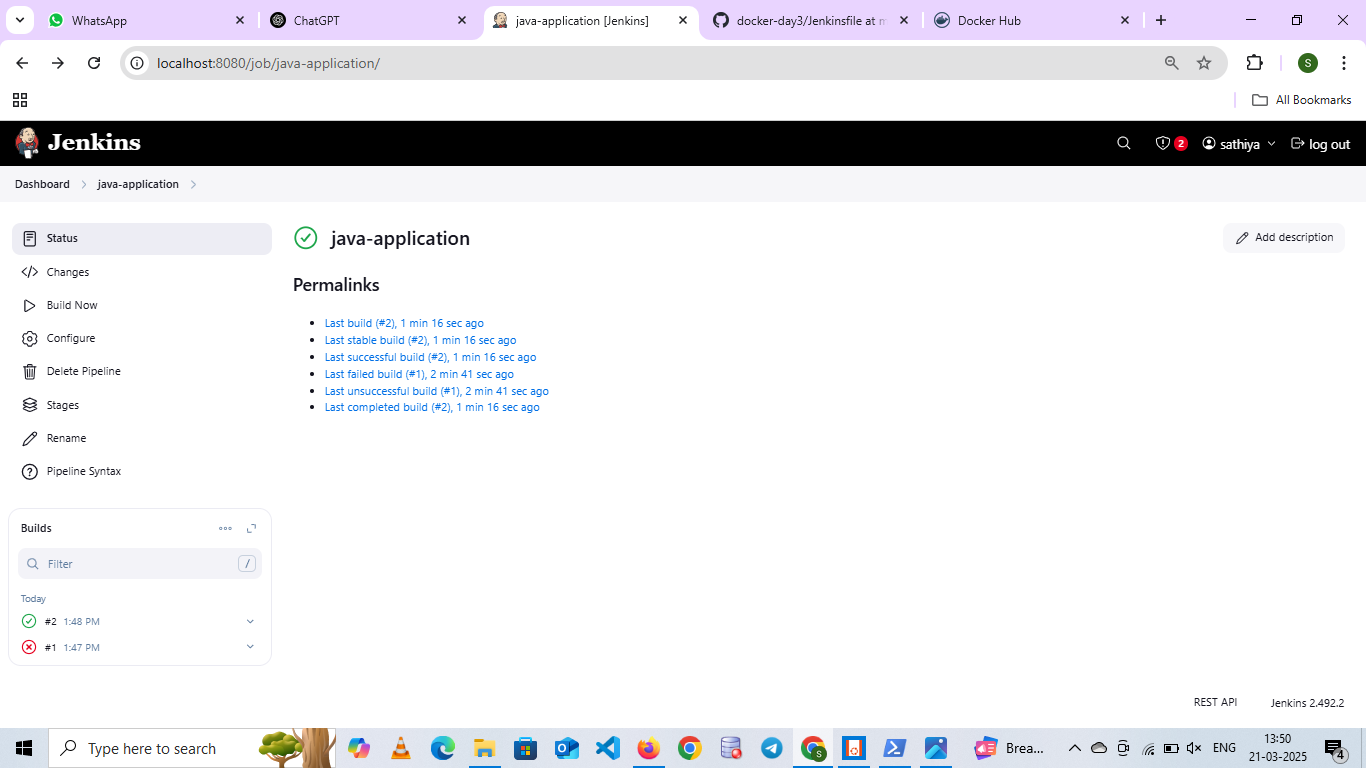 WhatsApp
ChatGPT
java-application [Jenkins]
docker-day3/Jenkinsfile at m
Docker Hub
localhost:8080/job/java-application/
S
All Bookmarks
Jenkins
2
sathiya
log out
Dashboard
java-application
Status
Changes
Build Now
Configure
Delete Pipeline
Stages
Rename
Pipeline Syntax
Builds
Filter
/
Today
#2 1:48 PM
#1 1:47 PM
java-application
Add description
Permalinks
Last build (#2), 1 min 16 sec ago
Last stable build (#2), 1 min 16 sec ago
Last successful build (#2), 1 min 16 sec ago
Last failed build (#1), 2 min 41 sec ago
Last unsuccessful build (#1), 2 min 41 sec ago
Last completed build (#2), 1 min 16 sec ago
REST API
Jenkins 2.492.2
Type here to search
S
Brea...
ENG
13:50
21-03-2025
4